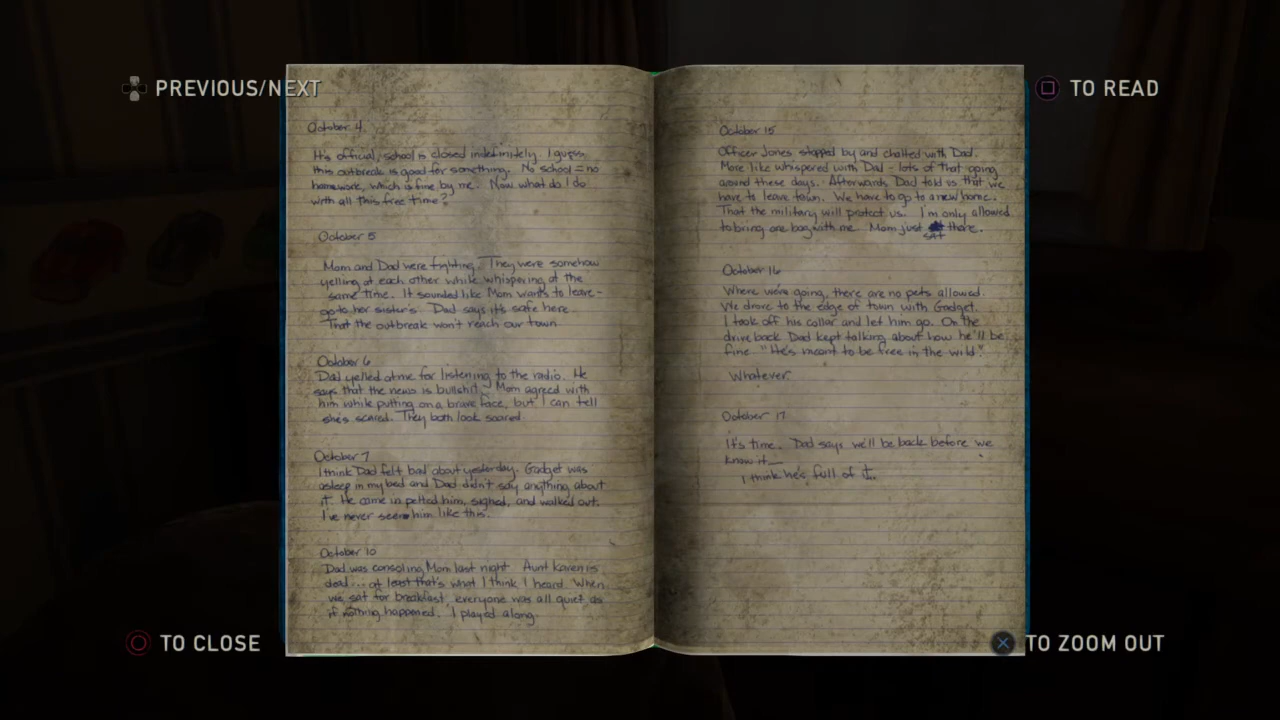 PREVIOUS/NEXT
TO READ
October 4
It's official, school is closed indefinitely. I guess
this outbreak is good for something. No school = no
homework, which is fine by me. Now what do I do
with all this free time?
October 5
Mom and Dad were fighting. They were somehow
yelling at each other while whispering at the
same time. It sounded like Mom wants to leave -
go to her sister's. Dad says it's safe here.
That the outbreak won't reach our town.
October 6
Dad yelled at me for listening to the radio. He
says that the news is bullshit. Mom agreed with
him while putting on a brave face, but I can tell
she's scared. They both look scared.
October 7
I think Dad felt bad about yesterday. Gadget was
asleep in my bed and Dad didn't say anything about
it. He came in petted him, sighed, and walked out.
I've never seen him like this.
October 10
Dad was consoling Mom last night. Aunt Karen is
dead... at least that's what I think I heard. When
we sat for breakfast, everyone was all quiet as
if nothing happened. I played along.
October 15
Officer Jones stopped by and chatted with Dad.
More like whispered with Dad - lots of that going
around these days. Afterwards Dad told us that we
have to leave town. We have to go to a new home.
That the military will protect us. I'm only allowed
to bring one bag with me. Mom just sat there.
October 16
Where we're going, there are no pets allowed.
We drove to the edge of town with Gadget.
I took off his collar and let him go. On the
drive back Dad kept talking about how he'll be
fine. "He's meant to be free in the wild."
Whatever.
October 17
It's time. Dad says we'll be back before we
know it
I think he's full of it.
TO CLOSE
TO ZOOM OUT